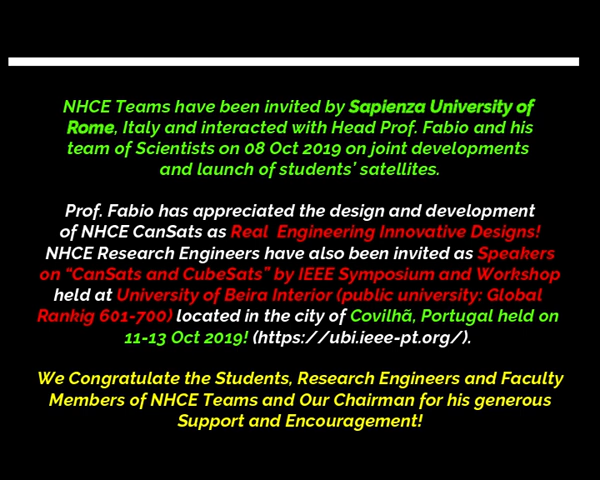 NHCE Teams have been invited by Sapienza University of
Rome, Italy and interacted with Head Prof. Fabio and his
team of Scientists on 08 Oct 2019 on joint developments
and launch of students' satellites.
Prof. Fabio has appreciated the design and development
of NHCE CanSats as Real Engineering Innovative Designs!
NHCE Research Engineers have also been invited as Speakers
on "CanSats and CubeSats" by IEEE Symposium and Workshop
held at University of Beira Interior (public university: Global
Rankig 601-700) located in the city of Covilhã, Portugal held on
11-13 Oct 2019! (https://ubi.ieee-pt.org/).
We Congratulate the Students, Research Engineers and Faculty
Members of NHCE Teams and Our Chairman for his generous
Support and Encouragement!